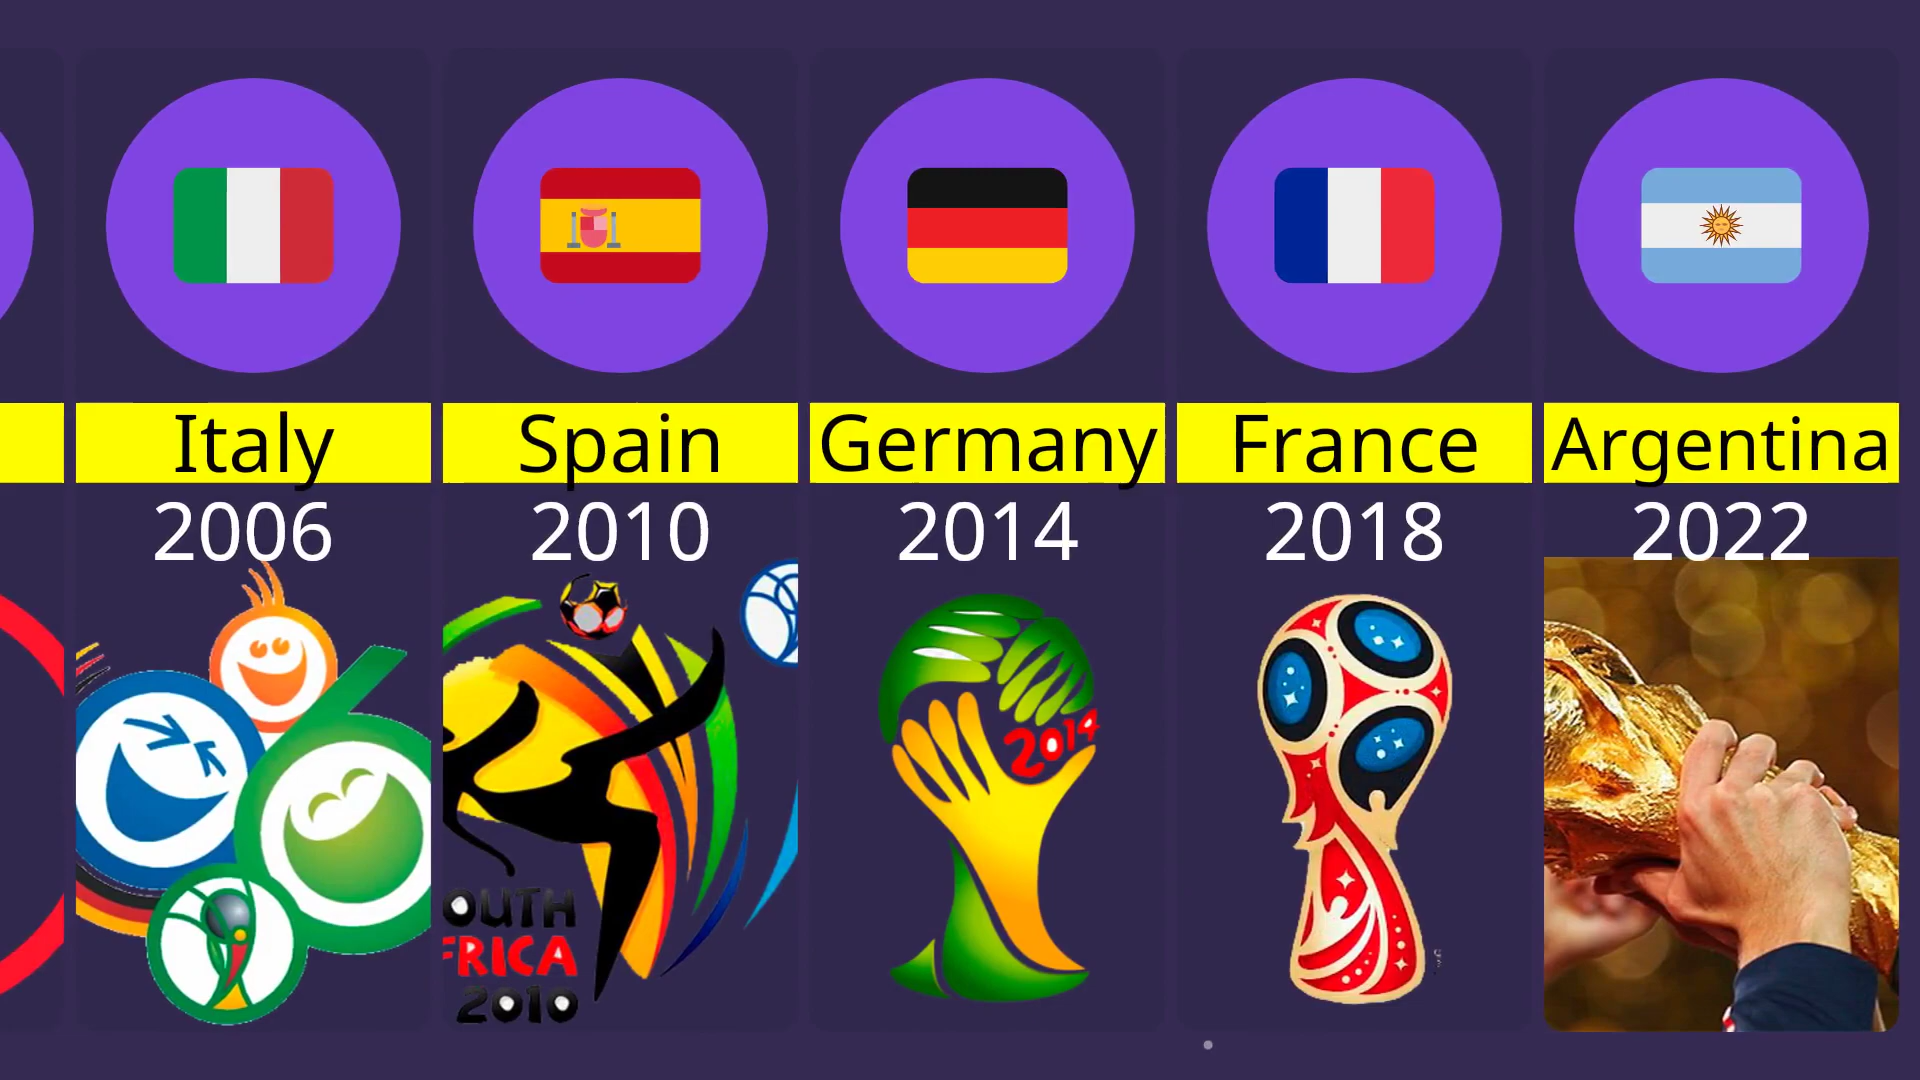 Italy
2006
Spain
2010
OUTH
FRICA
2010
Germany
2014
2014
France
2018
Argentina
2022